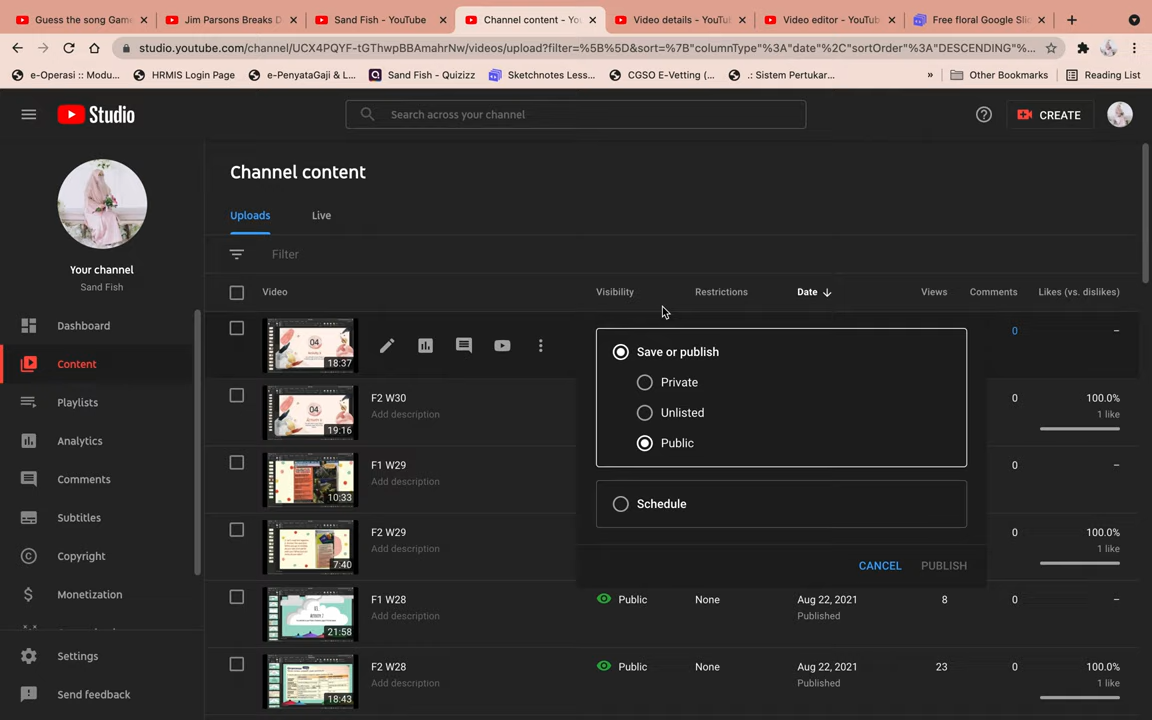 Guess the song Game
Jim Parsons Breaks D
Sand Fish - YouTube
Channel content - Yo
Video details - YouTu
Video editor - YouTub
Free floral Google Slid
studio.youtube.com/channel/UCX4PQYF-tGThwpBBAmahrNw/videos/upload?filter=%5B%5D&sort=%7B"columnType"%3A"date"%2C"sortOrder"%3A"DESCENDING"%...
e-Operasi :: Modu...
HRMIS Login Page
e-PenyataGaji & L...
Sand Fish - Quizizz
Sketchnotes Less...
CGSO E-Vetting (...
.: Sistem Pertukar...
»
Other Bookmarks
Reading List
Studio
Search across your channel
CREATE
Channel content
Uploads
Live
Your channel
Sand Fish
Filter
Video
Visibility
Restrictions
Date
Views
Comments
Likes (vs. dislikes)
Dashboard
Content
Playlists
Analytics
Comments
Subtitles
Copyright
Monetization
Settings
Send feedback
04
18:37
0
–
Save or publish
Private
Unlisted
Public
Schedule
CANCEL
PUBLISH
04
19:16
F2 W30
Add description
0
100.0%
1 like
10:33
F1 W29
Add description
0
–
7:40
F2 W29
Add description
0
100.0%
1 like
21:58
F1 W28
Add description
Public
None
Aug 22, 2021
Published
8
0
–
18:43
F2 W28
Add description
Public
None
Aug 22, 2021
Published
23
0
100.0%
1 like